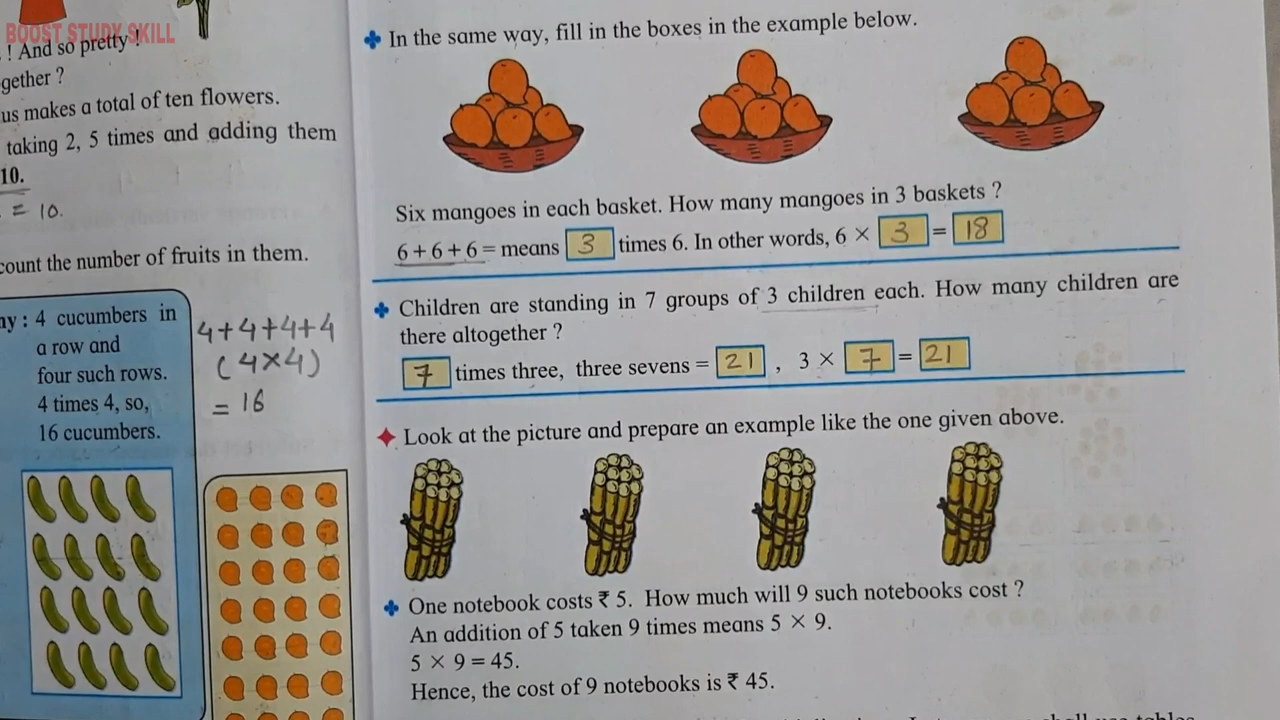 BOOST STUDY SKILL
! And so pretty !
gether ?
us makes a total of ten flowers.
taking 2, 5 times and adding them
10.
= 10.
count the number of fruits in them.
ny : 4 cucumbers in
a row and
four such rows.
4 times 4, so,
16 cucumbers.
4+4+4+4
(4×4)
= 16
In the same way, fill in the boxes in the example below.
Six mangoes in each basket. How many mangoes in 3 baskets ?
6 + 6 + 6 = means 3 times 6. In other words, 6 × 3 = 18
Children are standing in 7 groups of 3 children each. How many children are
there altogether ?
7 times three, three sevens = 21 , 3 × 7 = 21
Look at the picture and prepare an example like the one given above.
One notebook costs ₹ 5. How much will 9 such notebooks cost ?
An addition of 5 taken 9 times means 5 × 9.
5 × 9 = 45.
Hence, the cost of 9 notebooks is ₹ 45.